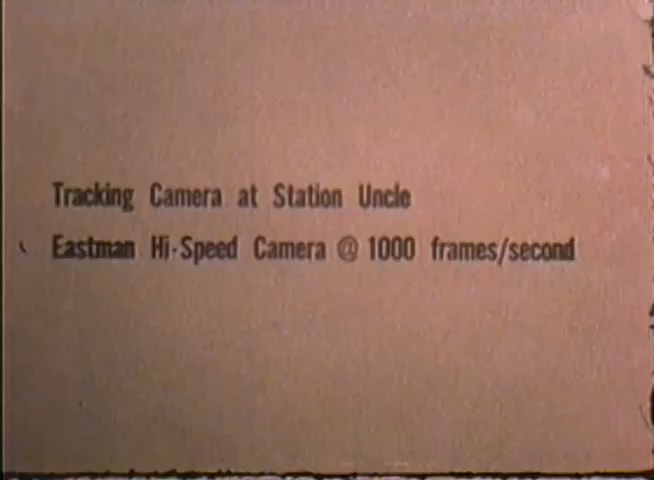 Tracking Camera at Station Uncle
Eastman Hi-Speed Camera @ 1000 frames/second